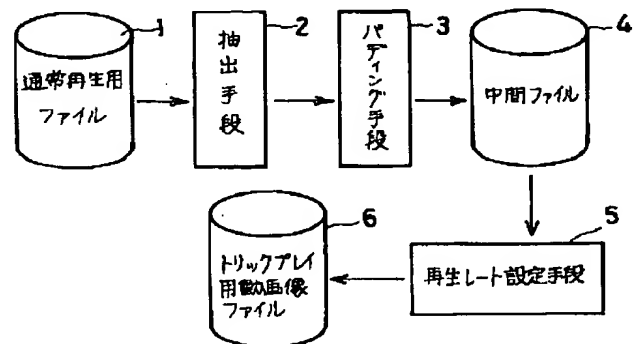 1
通常再生用
ファイル
2
抽出手段
3
パディング手段
4
中間ファイル
5
再生レート設定手段
6
トリックプレイ
用動画像
ファイル